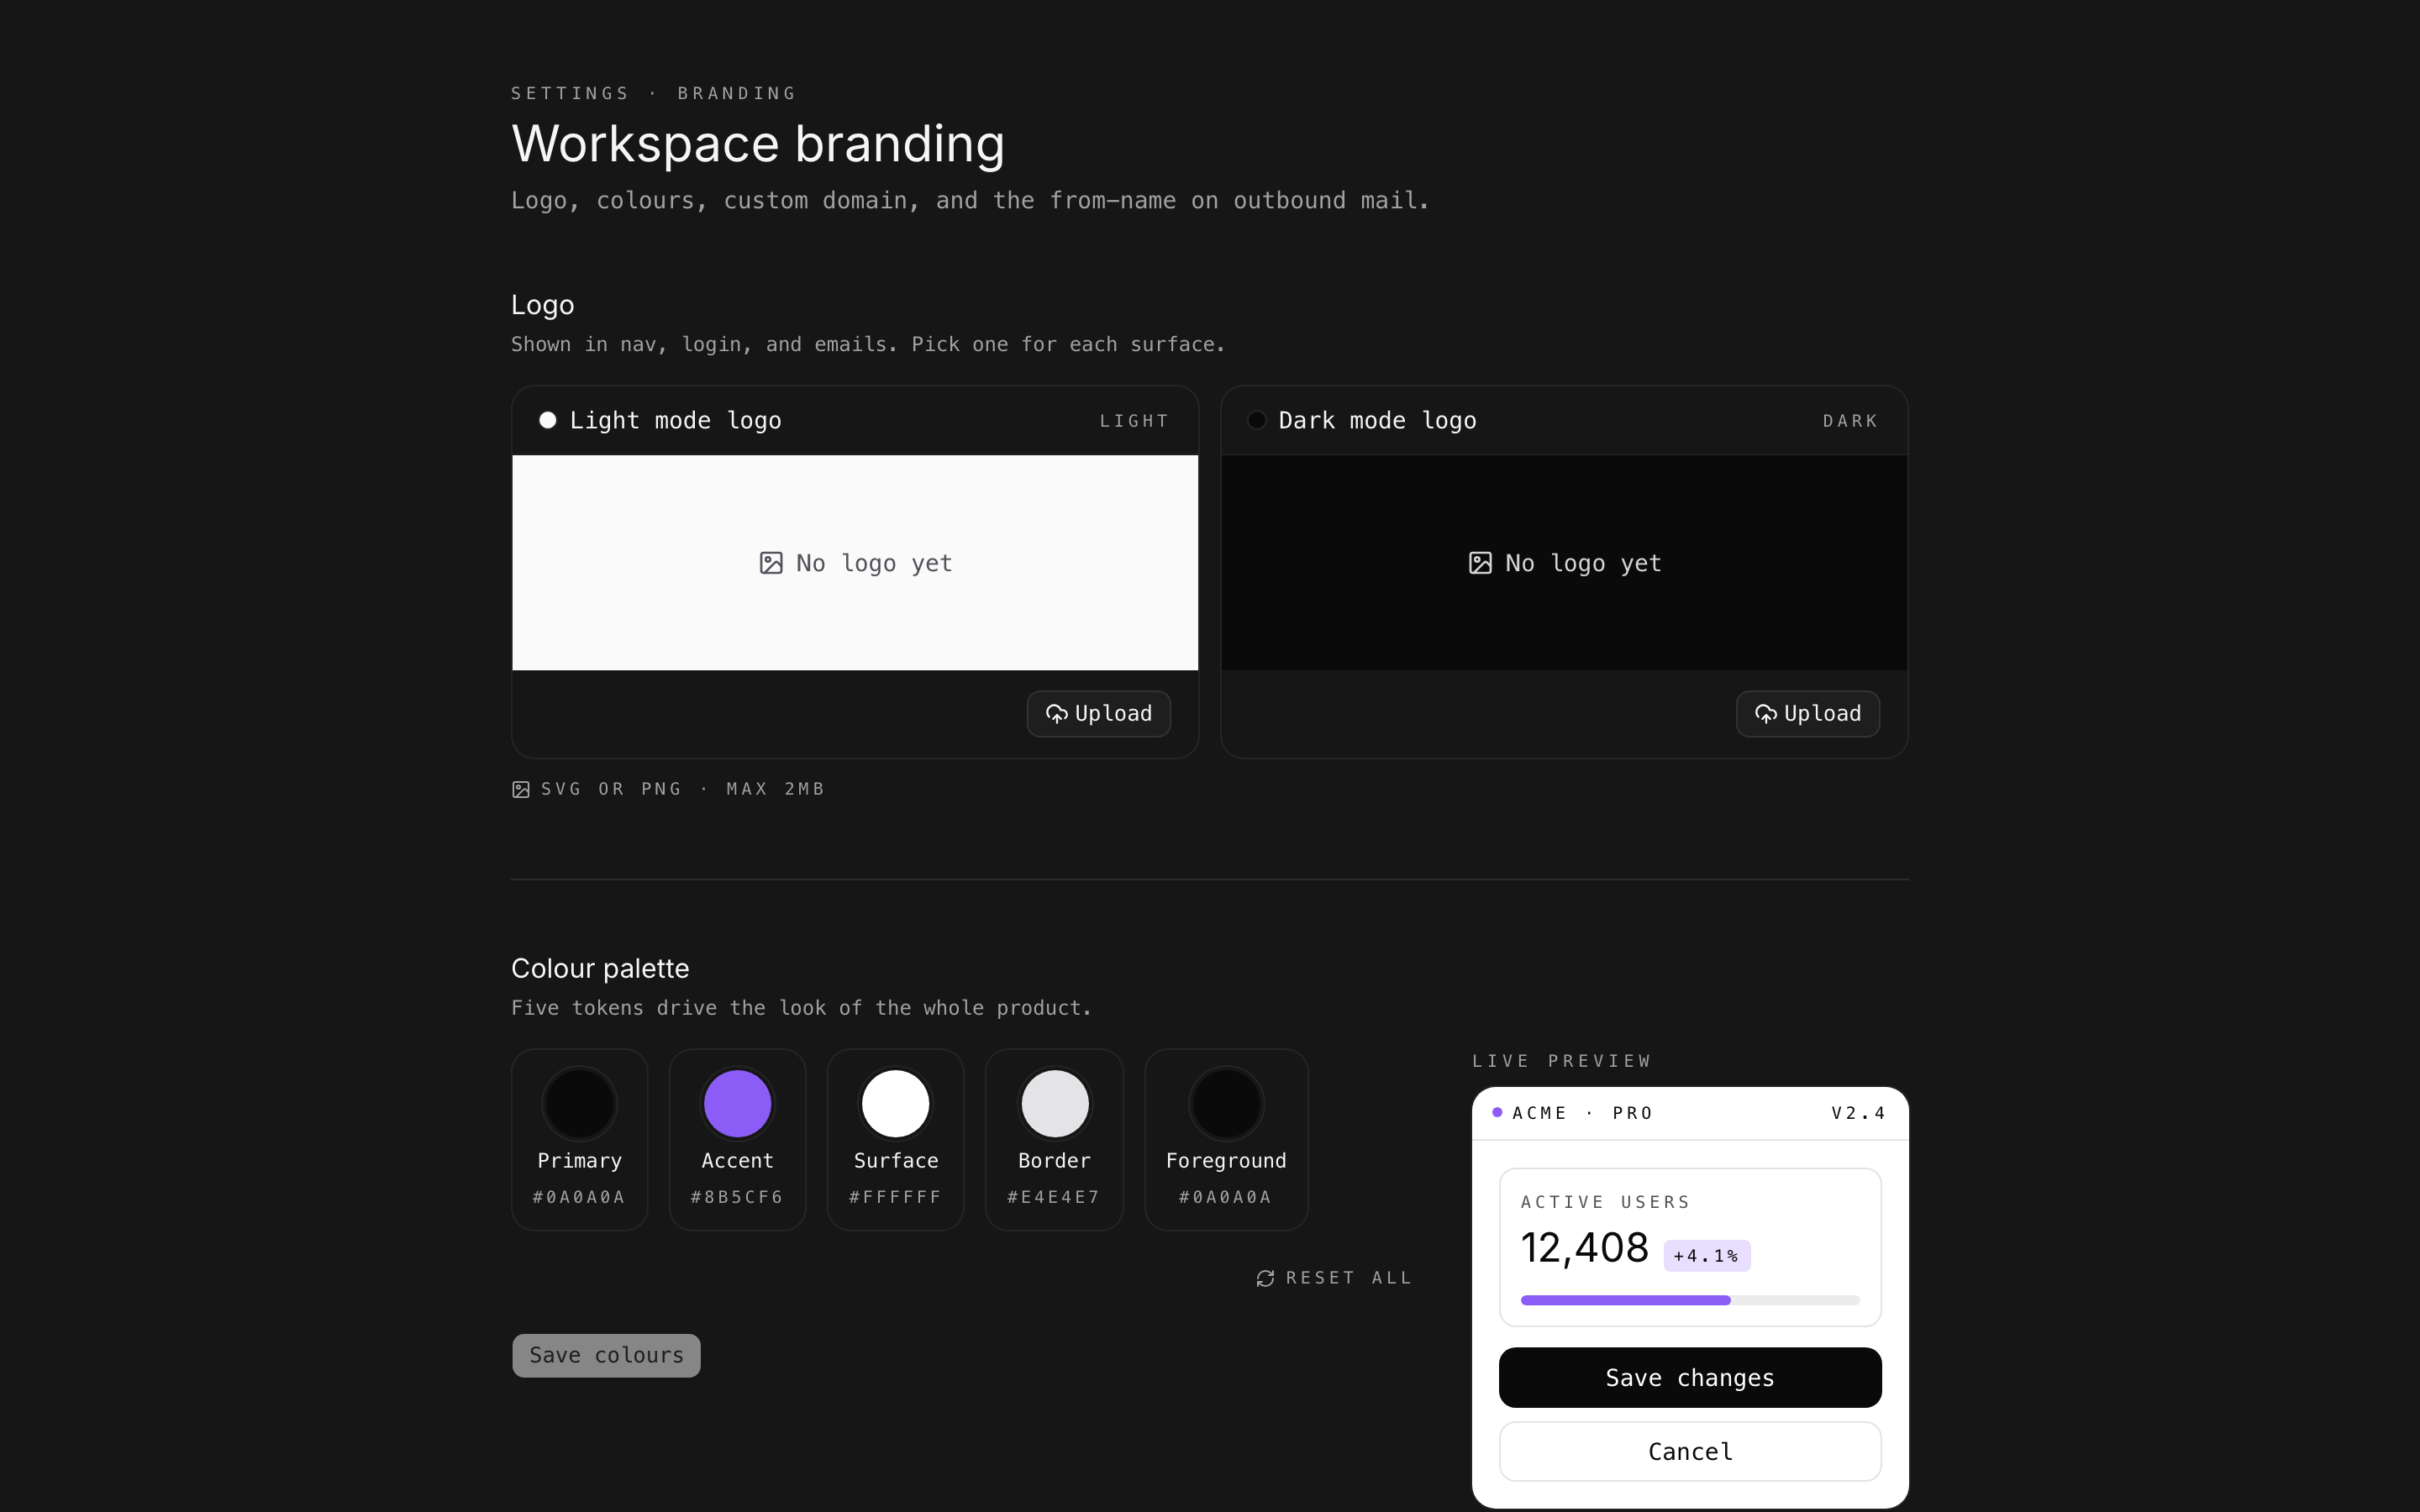 SETTINGS · BRANDING
Workspace branding
Logo, colours, custom domain, and the from-name on outbound mail.
Logo
Shown in nav, login, and emails. Pick one for each surface.
Light mode logo
LIGHT
No logo yet
Upload
Dark mode logo
DARK
No logo yet
Upload
SVG OR PNG · MAX 2MB
Colour palette
Five tokens drive the look of the whole product.
Primary
#0A0A0A
Accent
#8B5CF6
Surface
#FFFFFF
Border
#E4E4E7
Foreground
#0A0A0A
RESET ALL
Save colours
LIVE PREVIEW
ACME · PRO
V2.4
ACTIVE USERS
12,408 +4.1%
Save changes
Cancel